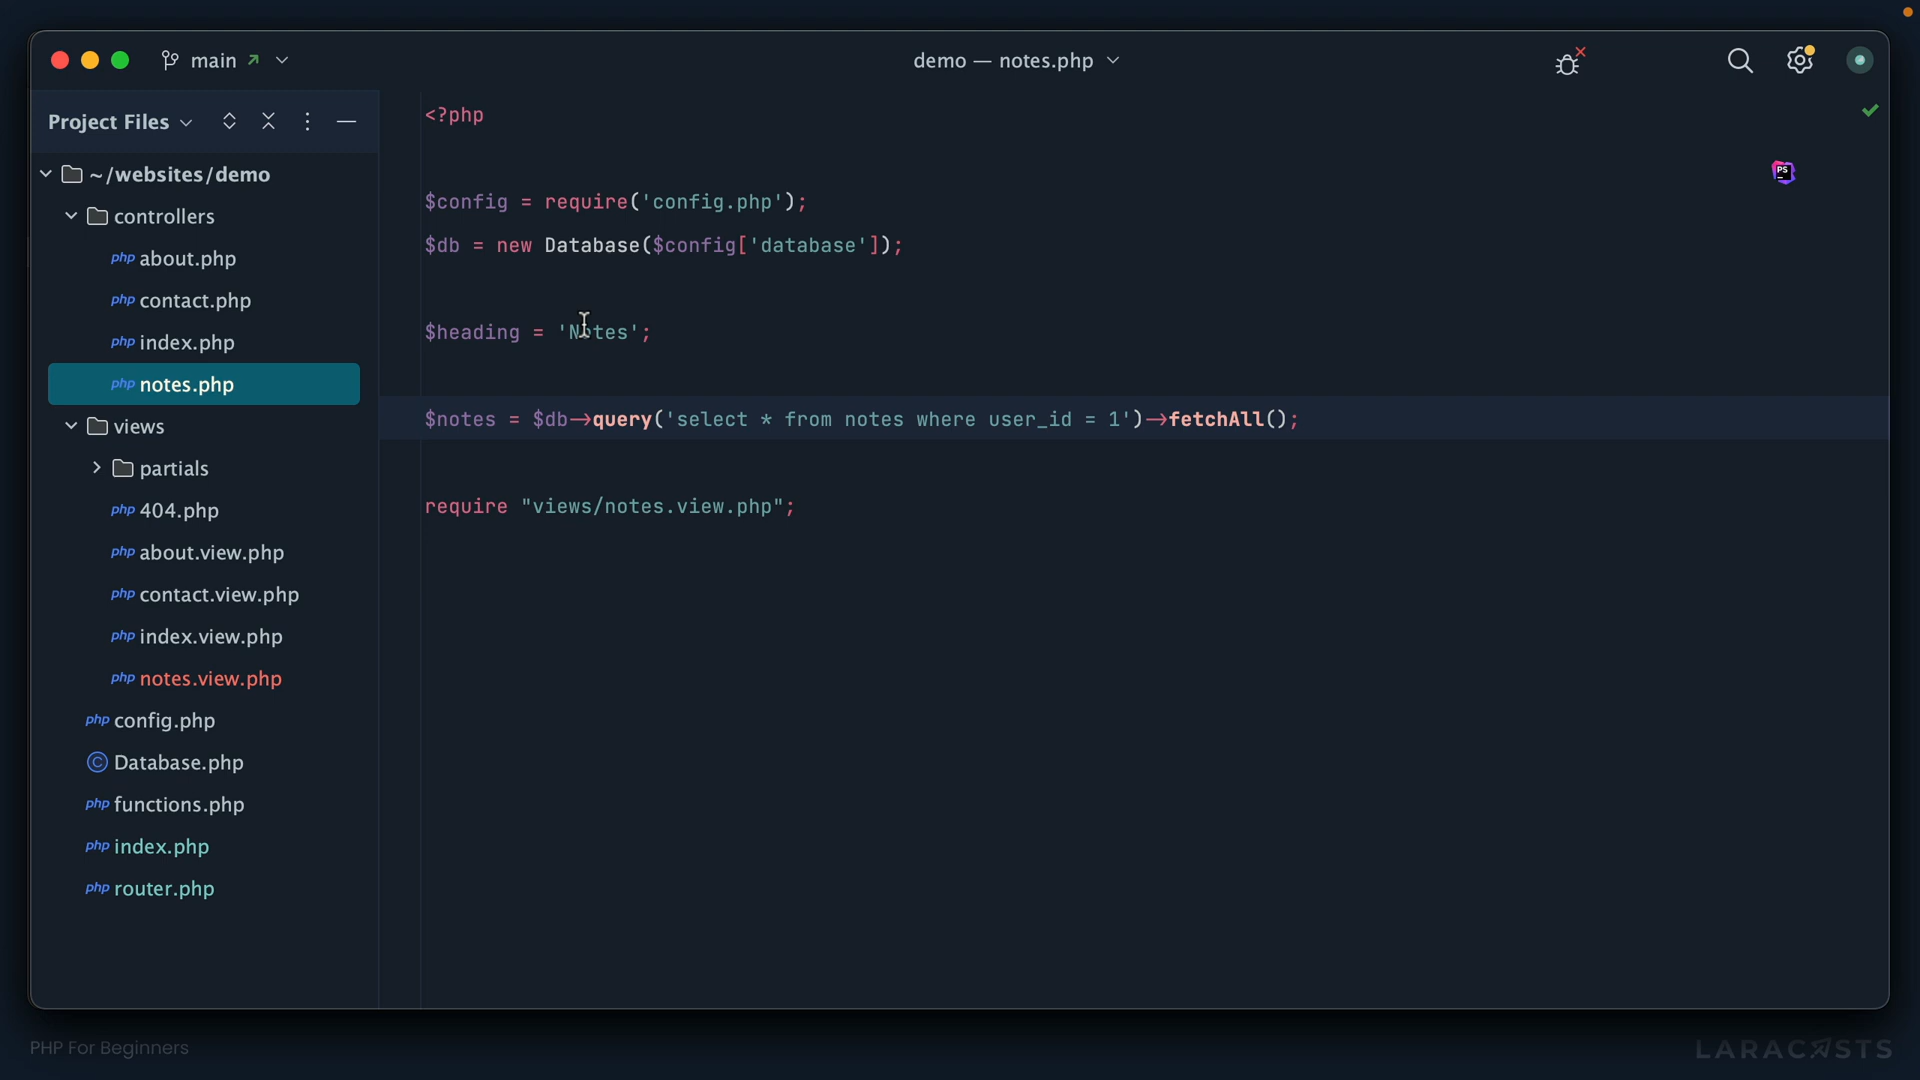 main
demo — notes.php
Project Files
<?php
PS
~/websites/demo
controllers
$config = require('config.php');
php about.php
$db = new Database($config['database']);
php contact.php
$heading = 'Notes';
php index.php
php notes.php
$notes = $db->query('select * from notes where user_id = 1')->fetchAll();
views
partials
require "views/notes.view.php";
php 404.php
php about.view.php
php contact.view.php
php index.view.php
php notes.view.php
php config.php
C Database.php
php functions.php
php index.php
php router.php
PHP For Beginners
LARACASTS